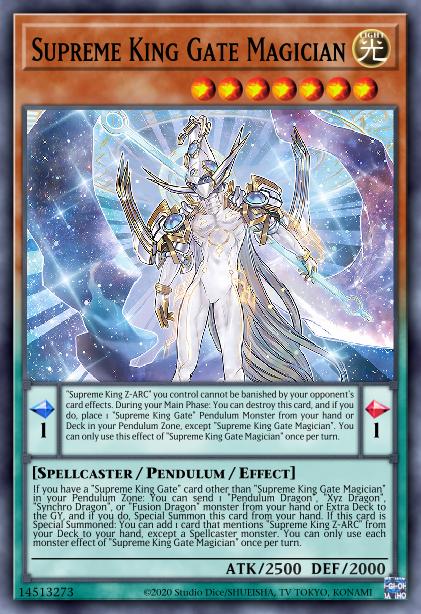 SUPREME KING GATE MAGICIAN
LIGHT
光
"Supreme King Z-ARC" you control cannot be banished by your opponent's
card effects. During your Main Phase: You can destroy this card, and if you
do, place 1 "Supreme King Gate" Pendulum Monster from your hand or
Deck in your Pendulum Zone, except "Supreme King Gate Magician". You
can only use this effect of "Supreme King Gate Magician" once per turn.
1
1
[SPELLCASTER / PENDULUM / EFFECT]
If you have a "Supreme King Gate" card other than "Supreme King Gate Magician"
in your Pendulum Zone: You can send 1 "Pendulum Dragon", "Xyz Dragon",
"Synchro Dragon", or "Fusion Dragon" monster from your hand or Extra Deck to
the GY, and if you do, Special Summon this card from your hand. If this card is
Special Summoned: You can add 1 card that mentions "Supreme King Z-ARC" from
your Deck to your hand, except a Spellcaster monster. You can only use each
monster effect of "Supreme King Gate Magician" once per turn.
ATK/2500 DEF/2000
14513273
©2020 Studio Dice/SHUEISHA, TV TOKYO, KONAMI